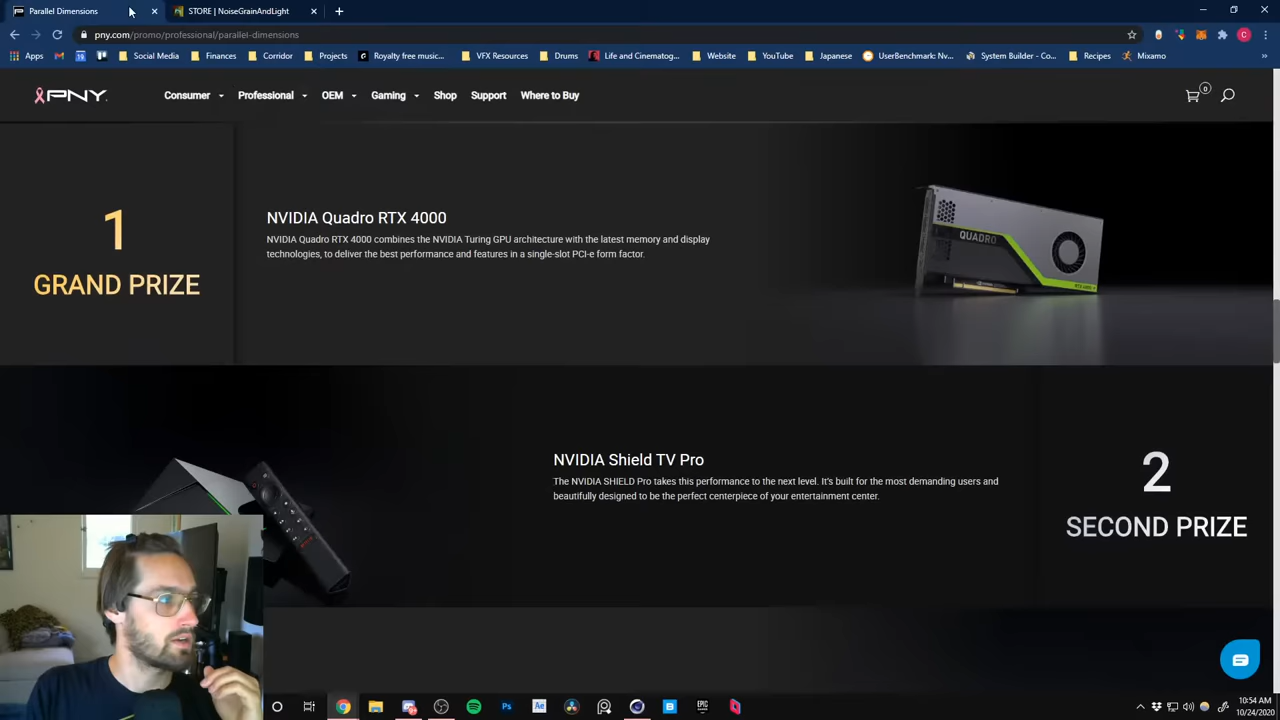 Parallel Dimensions
STORE | NoiseGrainAndLight
pny.com/promo/professional/parallel-dimensions
Apps
Social Media
Finances
Corridor
Projects
Royalty free music...
VFX Resources
Drums
Life and Cinematog...
Website
YouTube
Japanese
UserBenchmark: Nv...
System Builder - Co...
Recipes
Mixamo
PNY
Consumer
Professional
OEM
Gaming
Shop
Support
Where to Buy
0
1
GRAND PRIZE
NVIDIA Quadro RTX 4000
NVIDIA Quadro RTX 4000 combines the NVIDIA Turing GPU architecture with the latest memory and display
technologies, to deliver the best performance and features in a single-slot PCI-e form factor.
QUADRO
RTX 4000
NVIDIA Shield TV Pro
The NVIDIA SHIELD Pro takes this performance to the next level. It's built for the most demanding users and
beautifully designed to be the perfect centerpiece of your entertainment center.
2
SECOND PRIZE
10:54 AM
10/24/2020